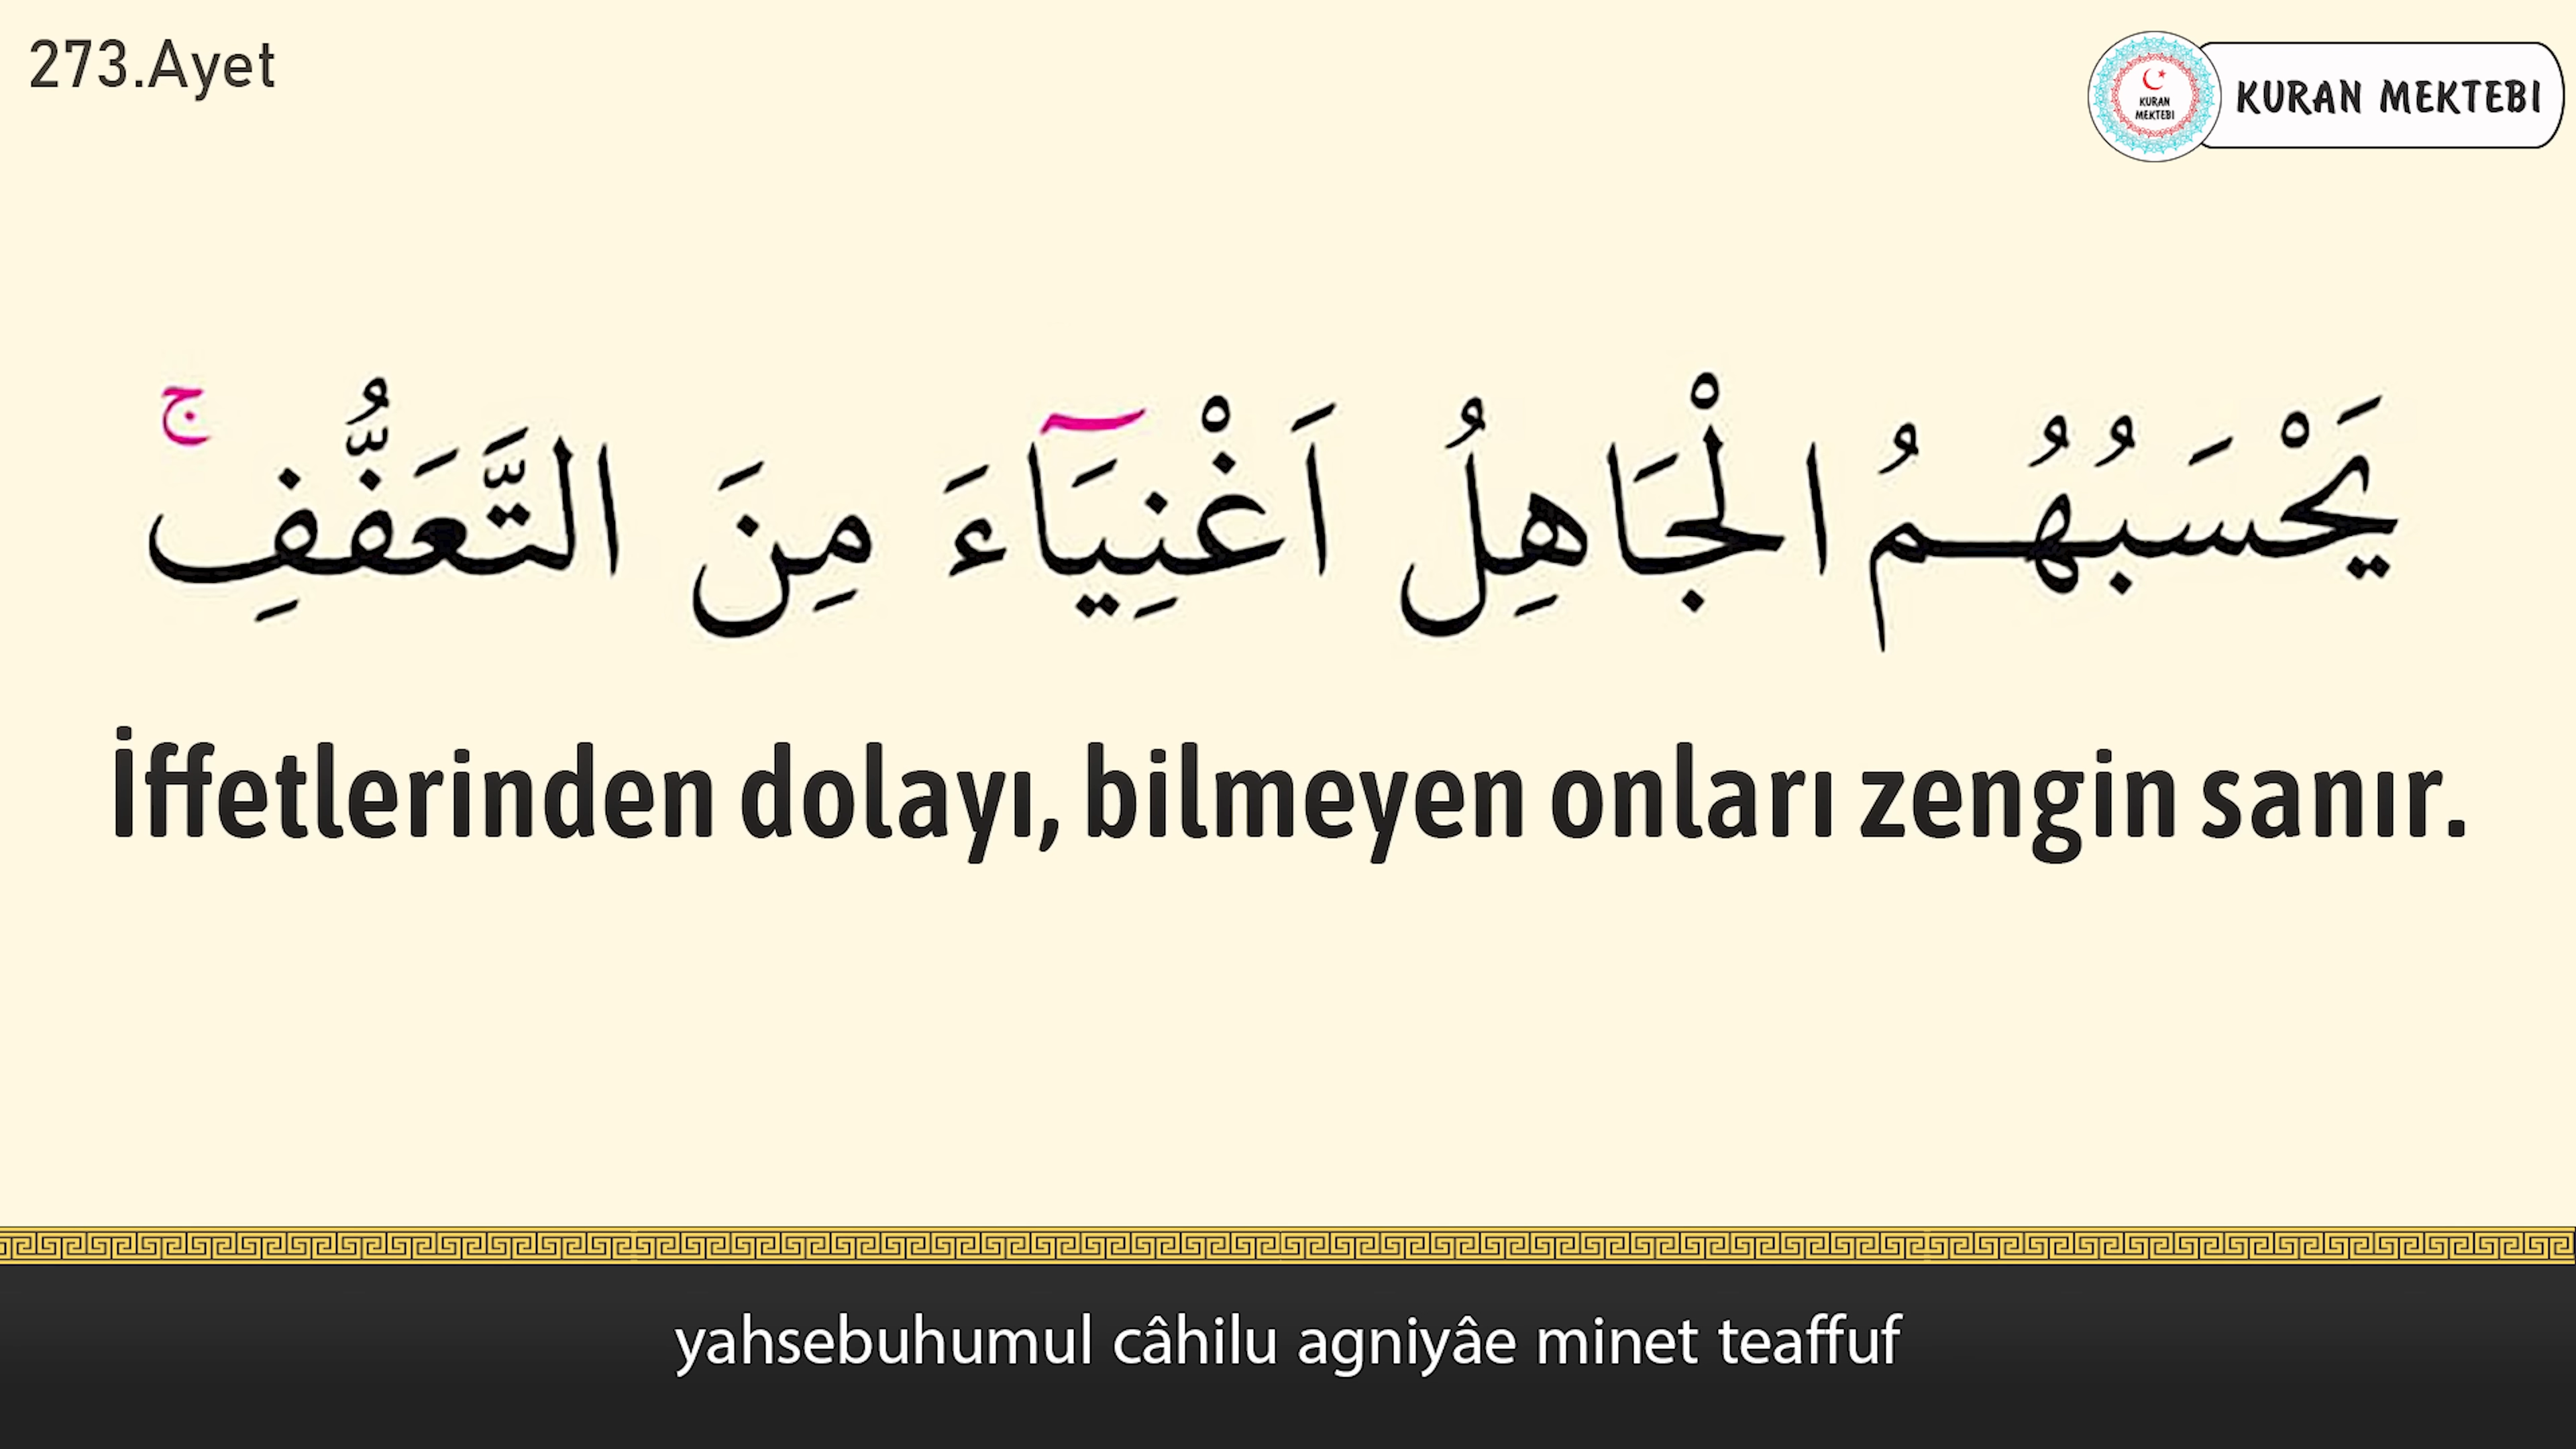 273.Ayet
KURAN
MEKTEBI
KURAN MEKTEBI
يَحْسَبُهُمُ الْجَاهِلُ اَغْنِيَٓاءَ مِنَ التَّعَفُّفِۚ
İffetlerinden dolayı, bilmeyen onları zengin sanır.
yahsebuhumul câhilu agniyâe minet teaffuf